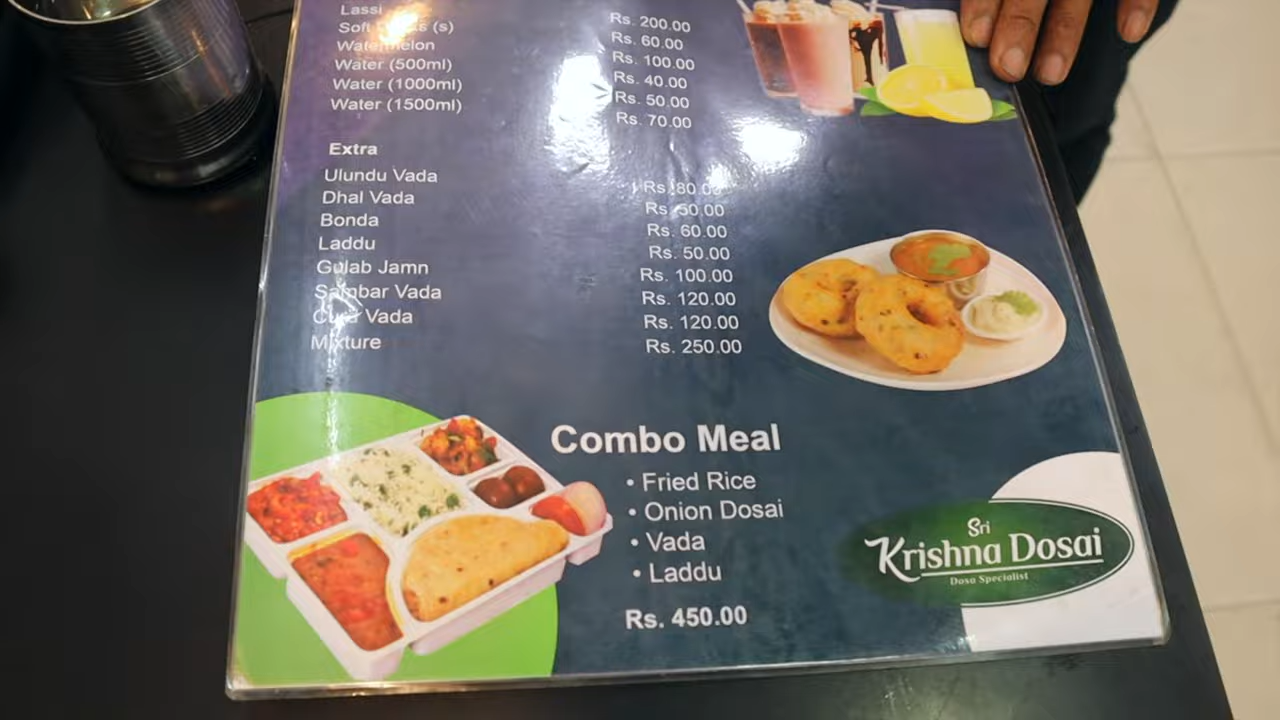 Lassi Rs. 200.00
Soft (s) Rs. 60.00
Watermelon Rs. 100.00
Water (500ml) Rs. 40.00
Water (1000ml) Rs. 50.00
Water (1500ml) Rs. 70.00
Extra
Ulundu Vada Rs. 80.00
Dhal Vada Rs. 50.00
Bonda Rs. 60.00
Laddu Rs. 50.00
Gulab Jamn Rs. 100.00
Sambar Vada Rs. 120.00
Vada Rs. 120.00
Mixture Rs. 250.00
Combo Meal
• Fried Rice
• Onion Dosai
• Vada
• Laddu
Rs. 450.00
Sri
Krishna Dosai
Dosa Specialist